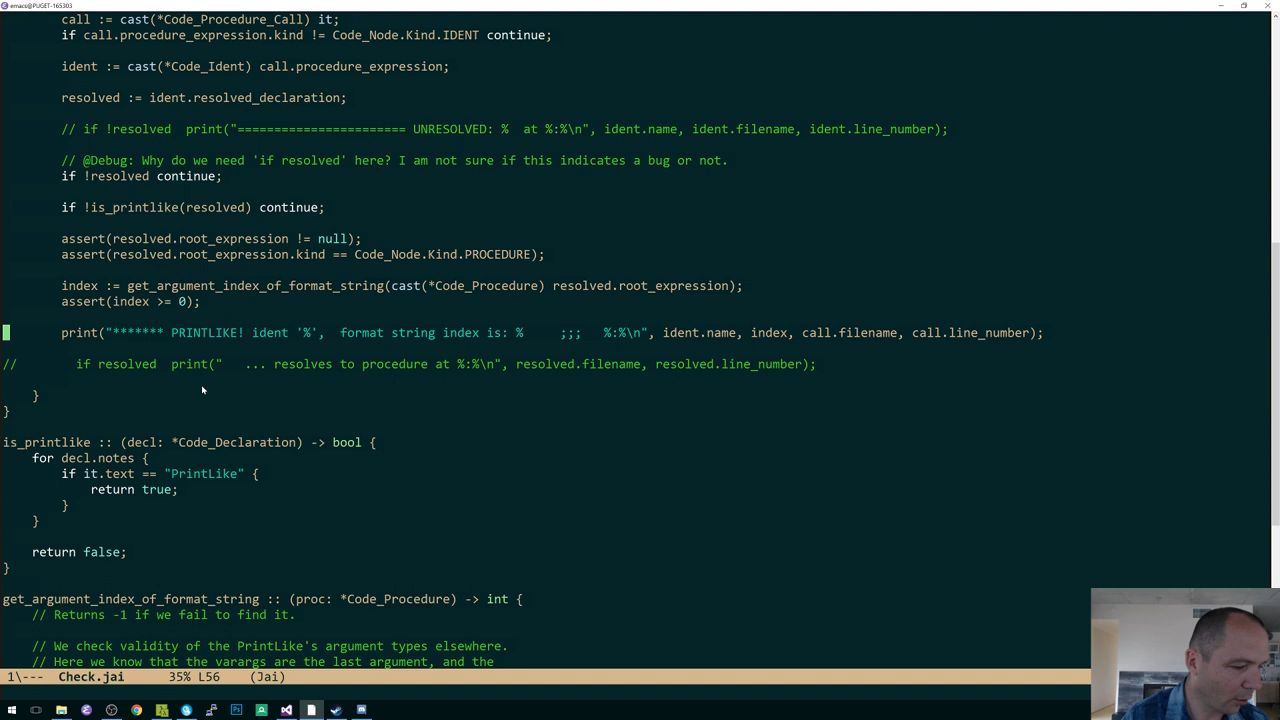 emacs@PUGET-165303
call := cast(*Code_Procedure_Call) it;
if call.procedure_expression.kind != Code_Node.Kind.IDENT continue;
ident := cast(*Code_Ident) call.procedure_expression;
resolved := ident.resolved_declaration;
// if !resolved  print("======================= UNRESOLVED: %  at %:%\n", ident.name, ident.filename, ident.line_number);
// @Debug: Why do we need 'if resolved' here? I am not sure if this indicates a bug or not.
if !resolved continue;
if !is_printlike(resolved) continue;
assert(resolved.root_expression != null);
assert(resolved.root_expression.kind == Code_Node.Kind.PROCEDURE);
index := get_argument_index_of_format_string(cast(*Code_Procedure) resolved.root_expression);
assert(index >= 0);
print("******* PRINTLIKE! ident '%',  format string index is: %     ;;;   %:%\n", ident.name, index, call.filename, call.line_number);
//        if resolved  print("   ... resolves to procedure at %:%\n", resolved.filename, resolved.line_number);
}
}
is_printlike :: (decl: *Code_Declaration) -> bool {
for decl.notes {
if it.text == "PrintLike" {
return true;
}
}
return false;
}
get_argument_index_of_format_string :: (proc: *Code_Procedure) -> int {
// Returns -1 if we fail to find it.
// We check validity of the PrintLike's argument types elsewhere.
// Here we know that the varargs are the last argument, and the
1\---  Check.jai      35% L56    (Jai)